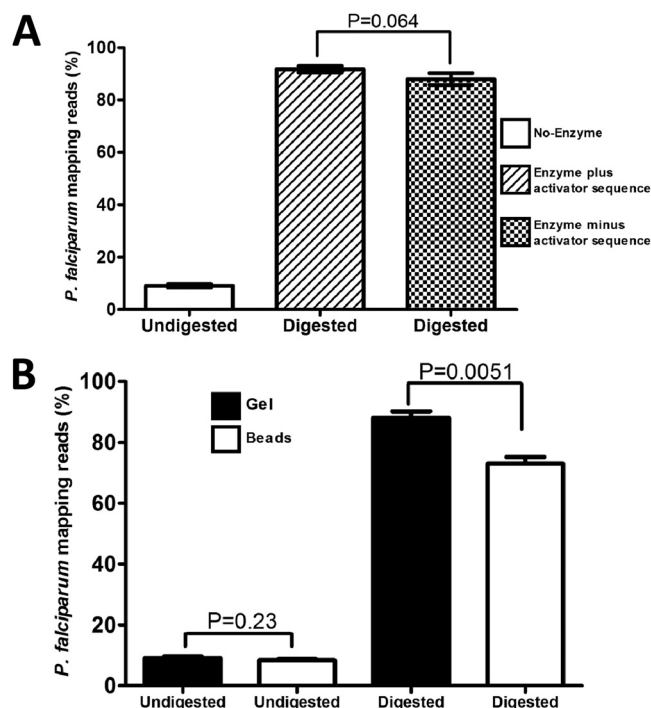 A
P=0.064
P. falciparum mapping reads (%)
100
80
60
40
20
0
No-Enzyme
Enzyme plus
activator sequence
Enzyme minus
activator sequence
Undigested Digested Digested
B
P=0.0051
P. falciparum mapping reads (%)
100
80
60
40
20
0
Gel
Beads
P=0.23
Undigested Undigested Digested Digested